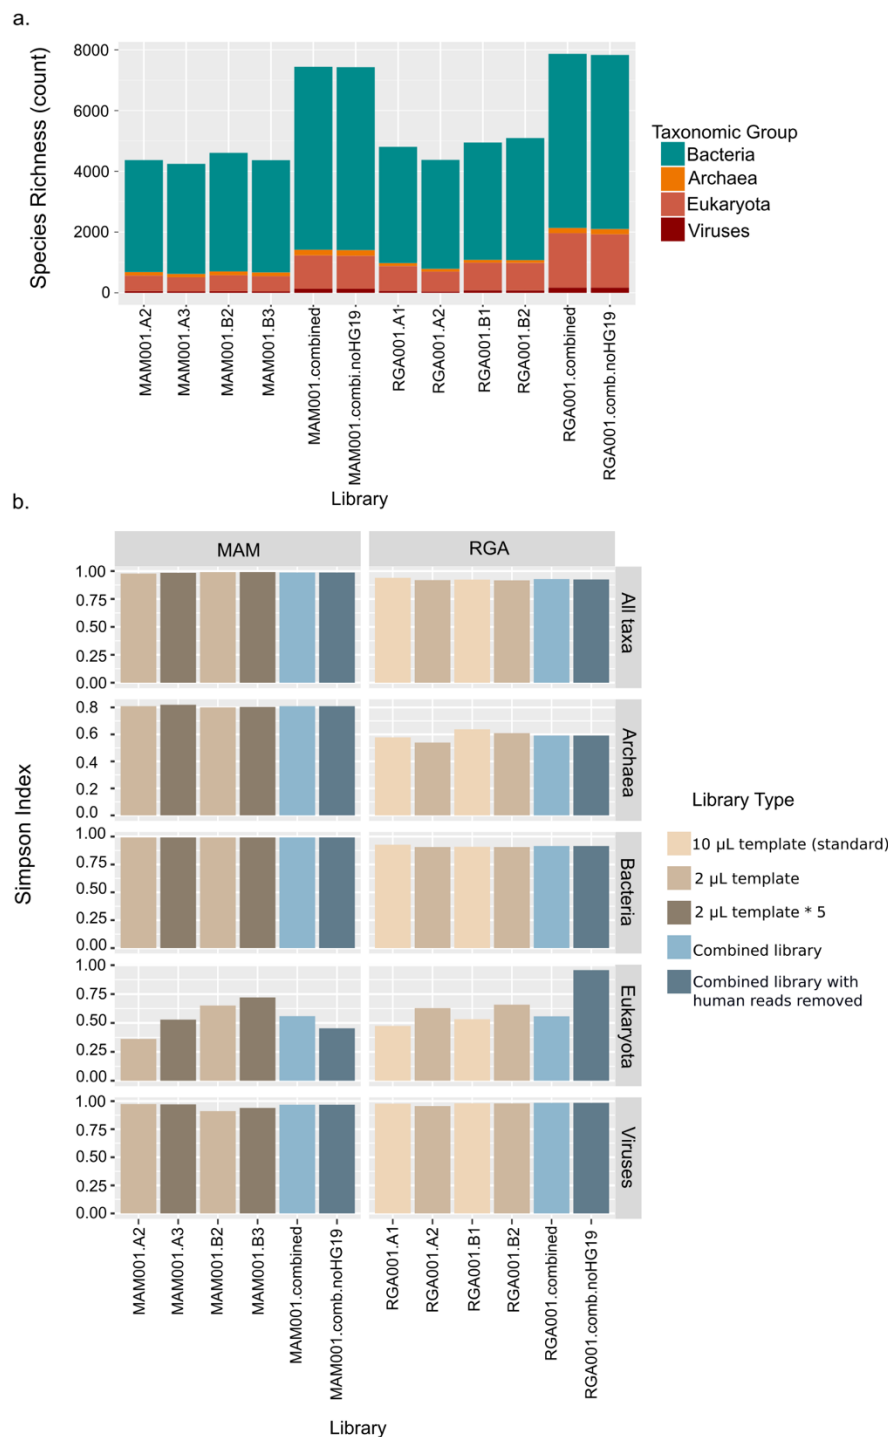 a.
Species Richness (count)
8000
6000
4000
2000
0
MAM001.A2
MAM001.A3
MAM001.B2
MAM001.B3
MAM001.combined
MAM001.combi.noHG19
RGA001.A1
RGA001.A2
RGA001.B1
RGA001.B2
RGA001.combined
RGA001.comb.noHG19
Library
Taxonomic Group
Bacteria
Archaea
Eukaryota
Viruses
b.
MAM
RGA
Simpson Index
1.00
0.75
0.50
0.25
0.00
All taxa
0.8
0.6
0.4
0.2
0.0
Archaea
1.00
0.75
0.50
0.25
0.00
Bacteria
1.00
0.75
0.50
0.25
0.00
Eukaryota
1.00
0.75
0.50
0.25
0.00
Viruses
MAM001.A2
MAM001.A3
MAM001.B2
MAM001.B3
MAM001.combined
MAM001.comb.noHG19
RGA001.A1
RGA001.A2
RGA001.B1
RGA001.B2
RGA001.combined
RGA001.comb.noHG19
Library
Library Type
10 µL template (standard)
2 µL template
2 µL template * 5
Combined library
Combined library with
human reads removed